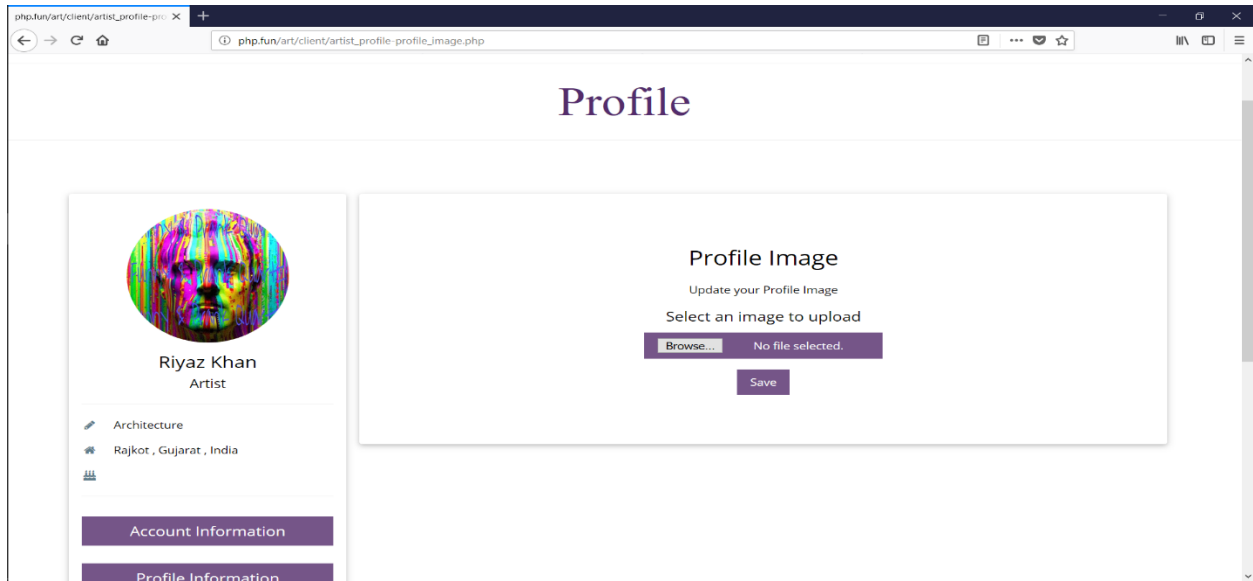 php.fun/art/client/artist_profile-pro
php.fun/art/client/artist_profile-profile_image.php
Profile
Riyaz Khan
Artist
Architecture
Rajkot , Gujarat , India
Account Information
Profile Information
Profile Image
Update your Profile Image
Select an image to upload
Browse... No file selected.
Save